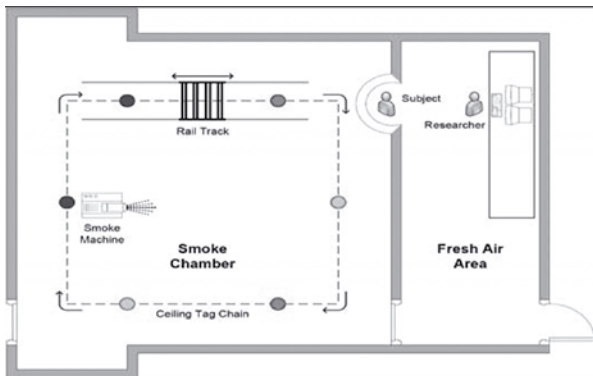 Subject
Researcher
Rail Track
Smoke
Machine
Smoke
Chamber
Fresh Air
Area
Ceiling Tag Chain